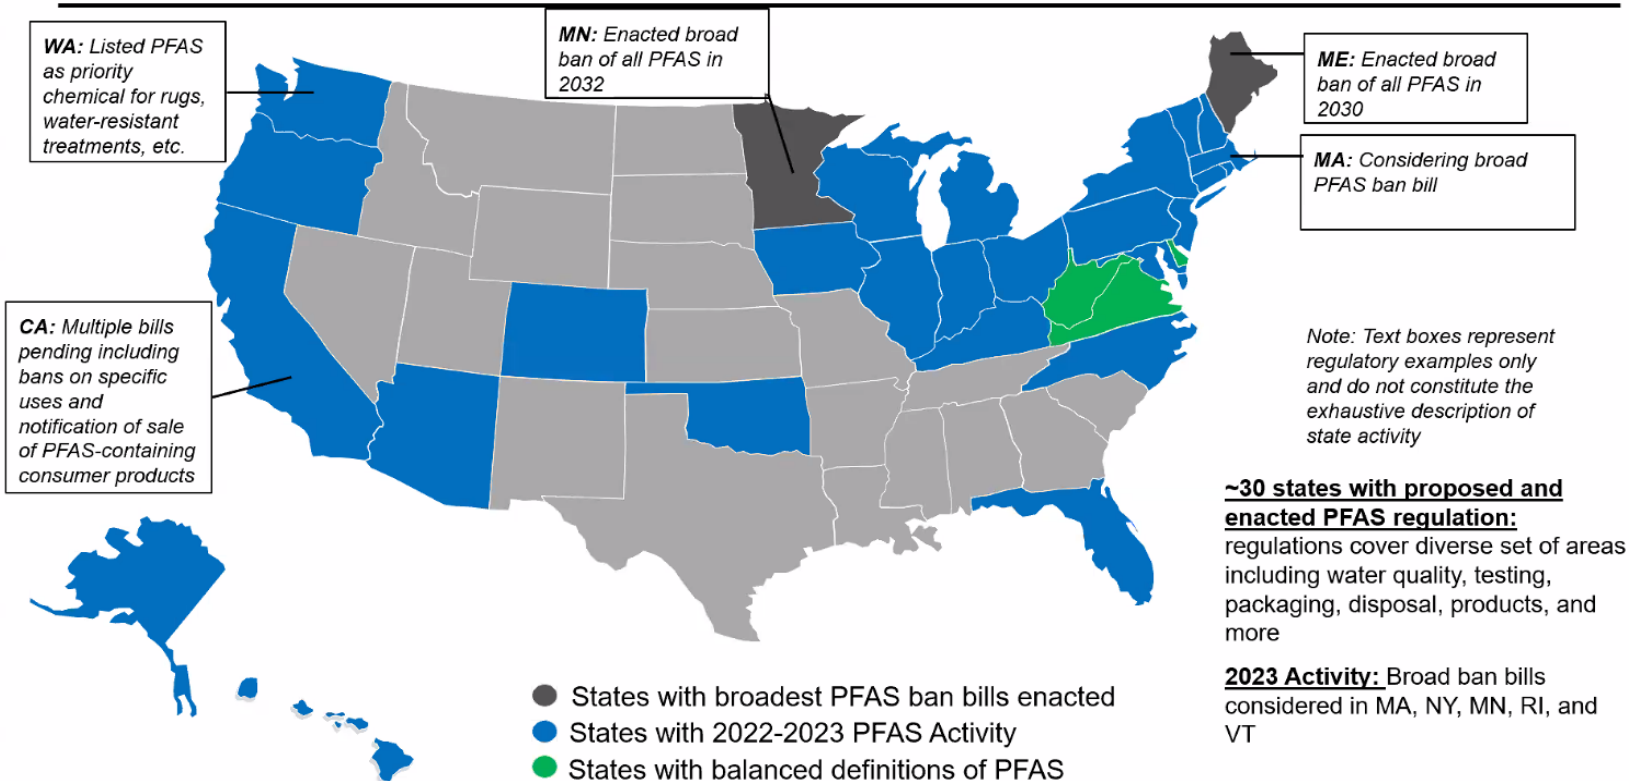 WA: Listed PFAS
as priority
chemical for rugs,
water-resistant
treatments, etc.
MN: Enacted broad
ban of all PFAS in
2032
ME: Enacted broad
ban of all PFAS in
2030
MA: Considering broad
PFAS ban bill
CA: Multiple bills
pending including
bans on specific
uses and
notification of sale
of PFAS-containing
consumer products
Note: Text boxes represent
regulatory examples only
and do not constitute the
exhaustive description of
state activity
~30 states with proposed and
enacted PFAS regulation:
regulations cover diverse set of areas
including water quality, testing,
packaging, disposal, products, and
more
2023 Activity: Broad ban bills
considered in MA, NY, MN, RI, and
VT
States with broadest PFAS ban bills enacted
States with 2022-2023 PFAS Activity
States with balanced definitions of PFAS